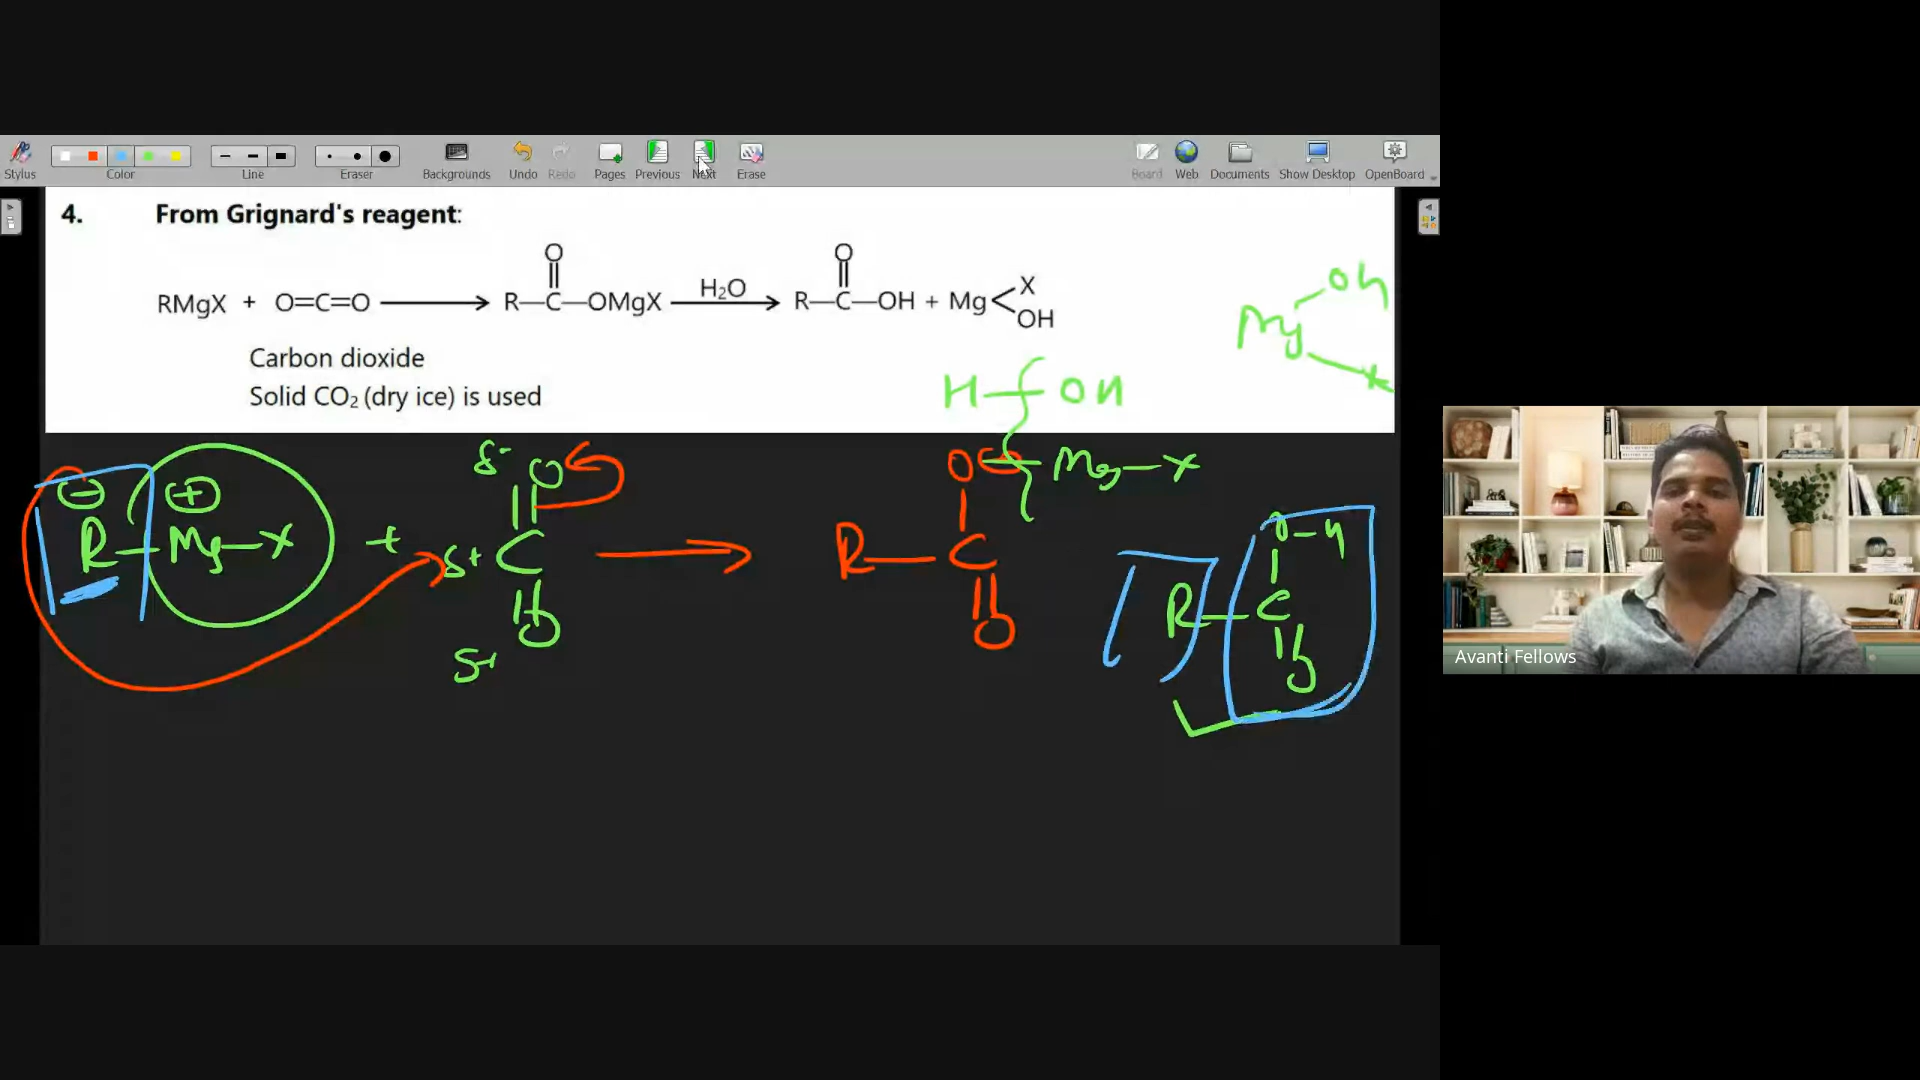 Stylus Color Line Eraser Backgrounds Undo Redo Pages Previous Next Erase Board Web Documents Show Desktop OpenBoard
4. From Grignard's reagent:
RMgX + O=C=O ⟶ R—C(=O)—OMgX —H₂O⟶ R—C(=O)—OH + Mg<X OH
Carbon dioxide
Solid CO₂ (dry ice) is used
Mg OH X
H — OH
⊖ ⊕ δ- O O — Mg — X
R — Mg — X + δ+ C ⟶ R — C O — H
O O R — C
δ+ O
Avanti Fellows